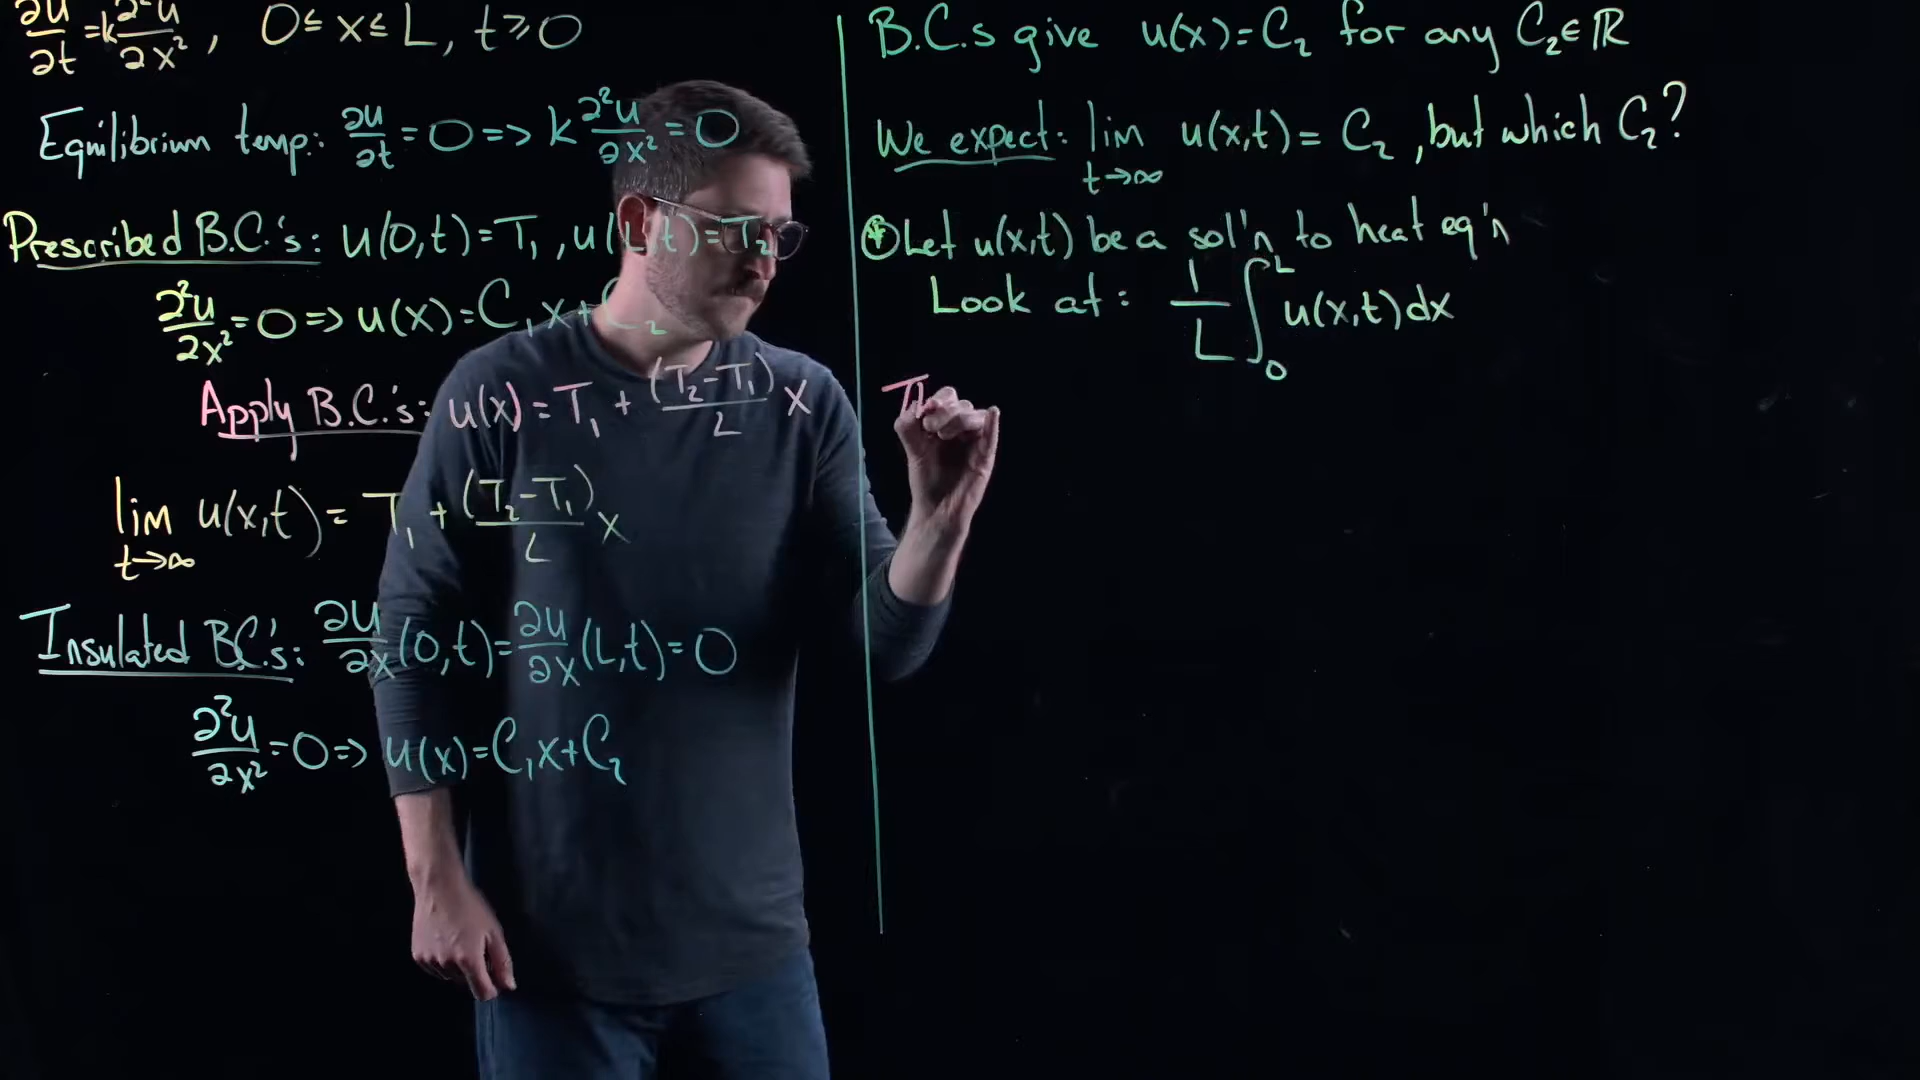 ∂u/∂t = k ∂²u/∂x², 0 ≤ x ≤ L, t ≥ 0
Equilibrium temp.: ∂u/∂t = 0 => k ∂²u/∂x² = 0
Prescribed B.C.'s: u(0,t) = T₁, u(L,t) = T₂
∂²u/∂x² = 0 => u(x) = C₁x + C₂
Apply B.C.'s: u(x) = T₁ + (T₂-T₁)/L x
lim t→∞ u(x,t) = T₁ + (T₂-T₁)/L x
Insulated B.C.'s: ∂u/∂x (0,t) = ∂u/∂x (L,t) = 0
∂²u/∂x² = 0 => u(x) = C₁x + C₂
B.C.s give u(x) = C₂ for any C₂ ∈ ℝ
We expect: lim t→∞ u(x,t) = C₂, but which C₂?
Let u(x,t) be a sol'n to heat eq'n
Look at: 1/L ∫₀ᴸ u(x,t) dx